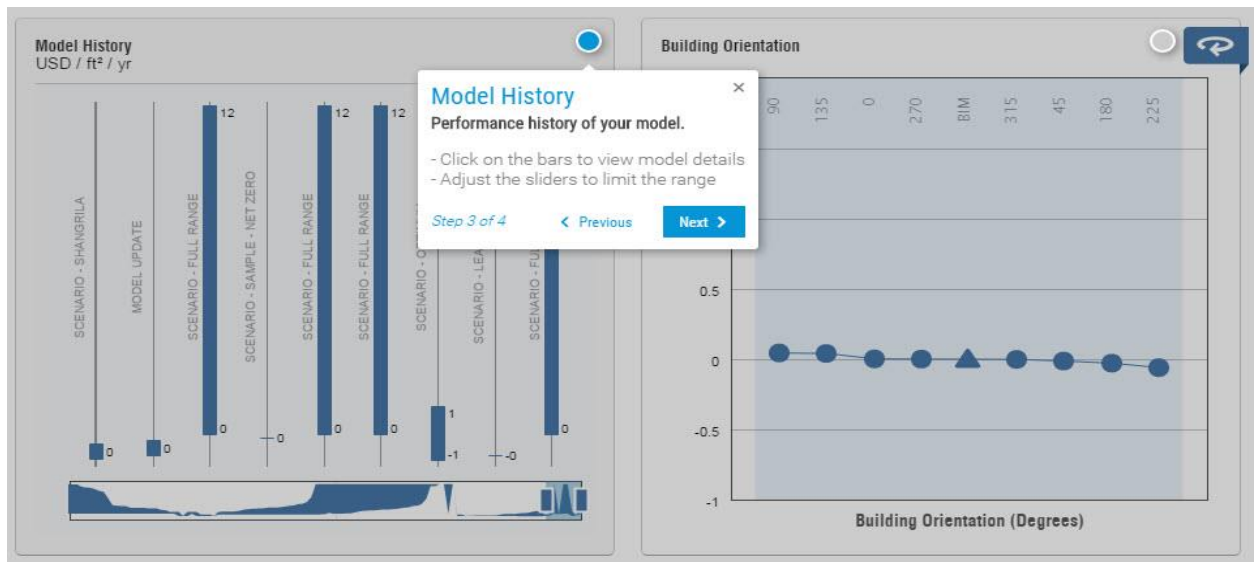 Model History
USD / ft² / yr
SCENARIO - SHANGRILA
0
MODEL UPDATE
0
SCENARIO - FULL RANGE
12
0
SCENARIO - SAMPLE - NET ZERO
0
SCENARIO - FULL RANGE
12
0
SCENARIO - FULL RANGE
12
0
SCENARIO -
1
-1
SCENARIO -
-0
SCENARIO -
0
Model History
×
Performance history of your model.
- Click on the bars to view model details
- Adjust the sliders to limit the range
Step 3 of 4
< Previous
Next >
Building Orientation
90
135
0
270
BIM
315
45
180
225
0.5
0
-0.5
-1
Building Orientation (Degrees)